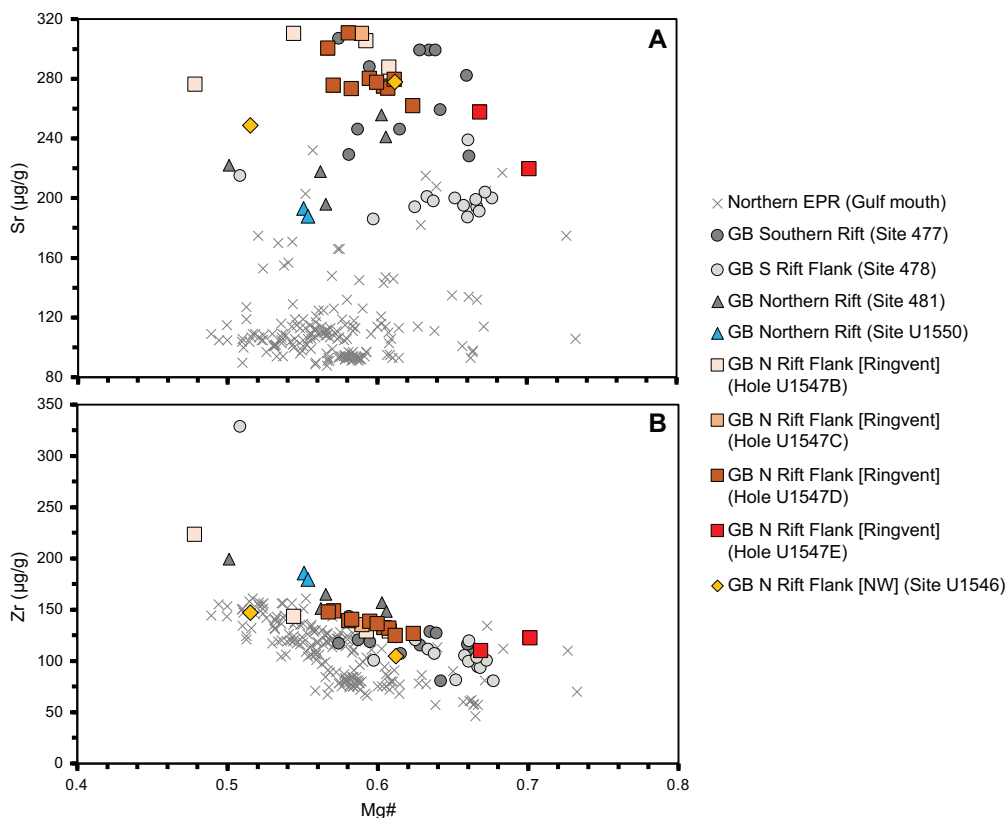 320
280
240
200
160
120
80
Sr (µg/g)
A
350
300
250
200
150
100
50
0
Zr (µg/g)
B
0.4
0.5
0.6
0.7
0.8
Mg#
Northern EPR (Gulf mouth)
GB Southern Rift (Site 477)
GB S Rift Flank (Site 478)
GB Northern Rift (Site 481)
GB Northern Rift (Site U1550)
GB N Rift Flank [Ringvent]
(Hole U1547B)
GB N Rift Flank [Ringvent]
(Hole U1547C)
GB N Rift Flank [Ringvent]
(Hole U1547D)
GB N Rift Flank [Ringvent]
(Hole U1547E)
GB N Rift Flank [NW] (Site U1546)